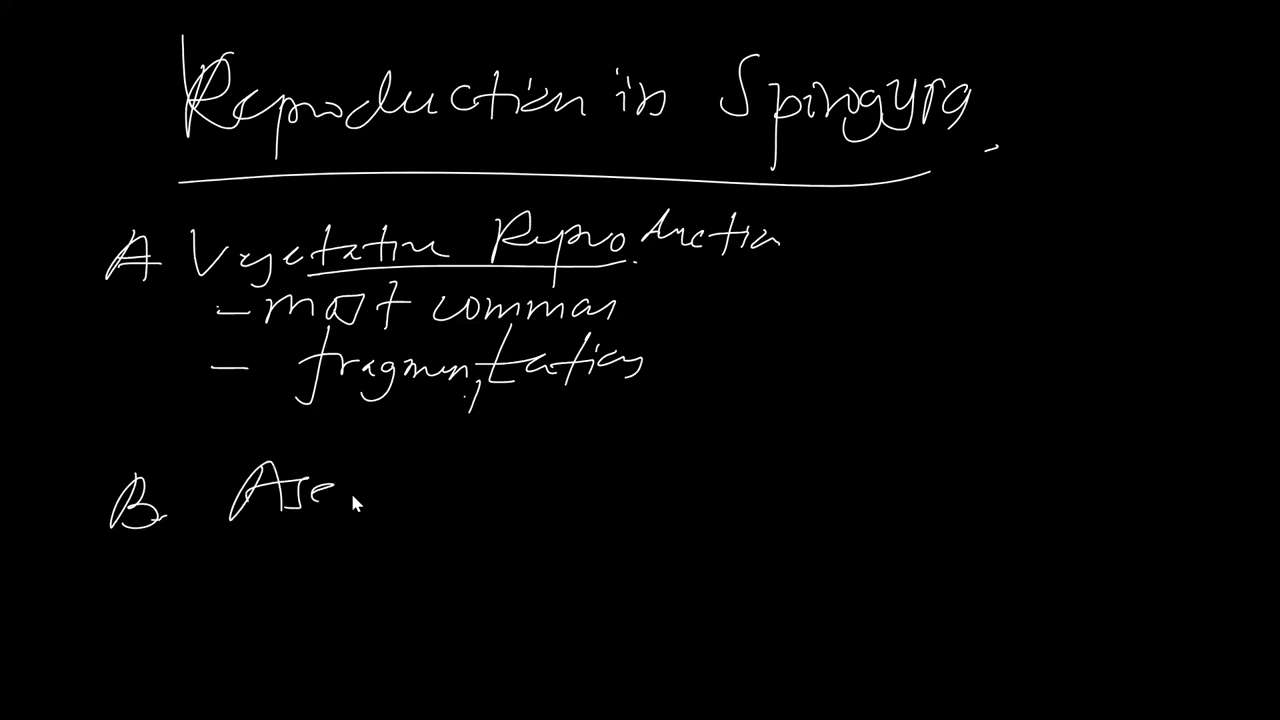 Reproduction in Spirogyra.
A Vegetative Reproduction
- most common
- fragmentation
B. Ase